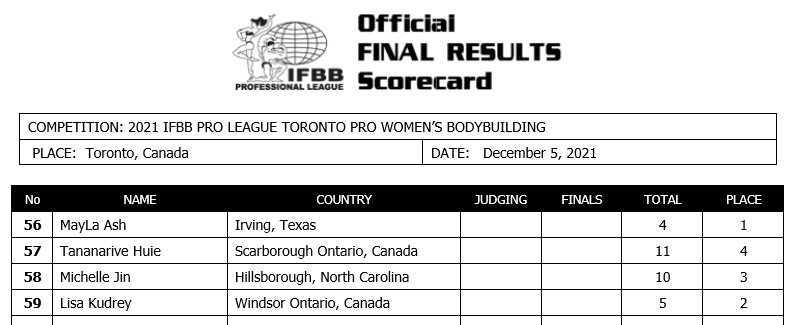 Official
FINAL RESULTS
Scorecard
IFBB
PROFESSIONAL LEAGUE
COMPETITION: 2021 IFBB PRO LEAGUE TORONTO PRO WOMEN'S BODYBUILDING
PLACE: Toronto, Canada DATE: December 5, 2021
No NAME COUNTRY JUDGING FINALS TOTAL PLACE
56 MayLa Ash Irving, Texas 4 1
57 Tananarive Huie Scarborough Ontario, Canada 11 4
58 Michelle Jin Hillsborough, North Carolina 10 3
59 Lisa Kudrey Windsor Ontario, Canada 5 2